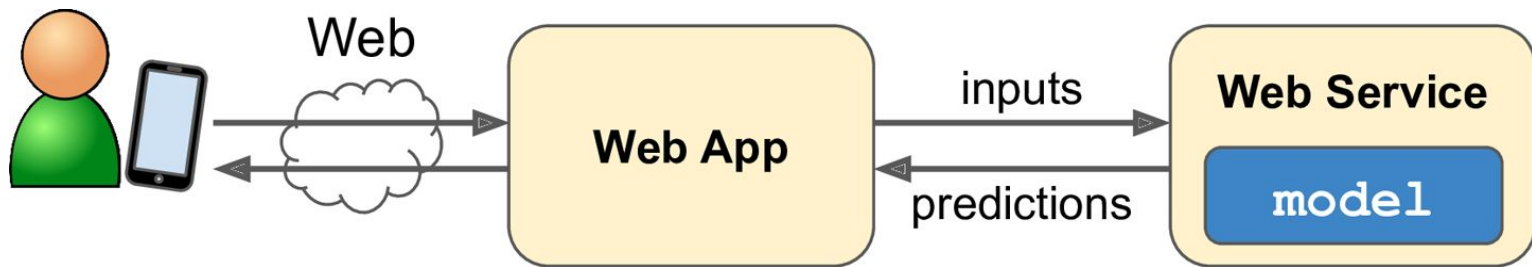 Web
Web App
inputs
predictions
Web Service
model